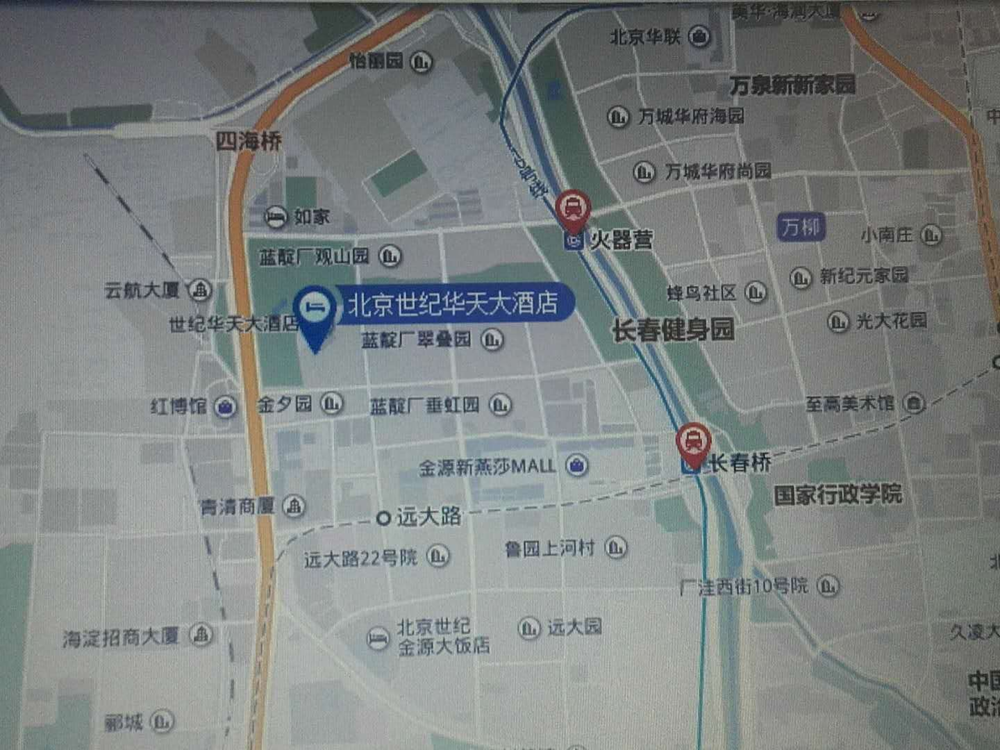 美华·海润大厦
北京华联
怡丽园
万泉新新家园
万城华府海园
四海桥
万城华府尚园
如家
火器营
万柳
小南庄
蓝靛厂观山园
新纪元家园
云航大厦
蜂鸟社区
北京世纪华天大酒店
世纪华天大酒店
光大花园
长春健身园
蓝靛厂翠叠园
红博馆
金夕园
蓝靛厂垂虹园
至高美术馆
金源新燕莎MALL
长春桥
国家行政学院
青清商厦
远大路
远大路22号院
鲁园上河村
厂洼西街10号院
海淀招商大厦
北京世纪
金源大饭店
远大园
久凌大
中国
政治
郦城